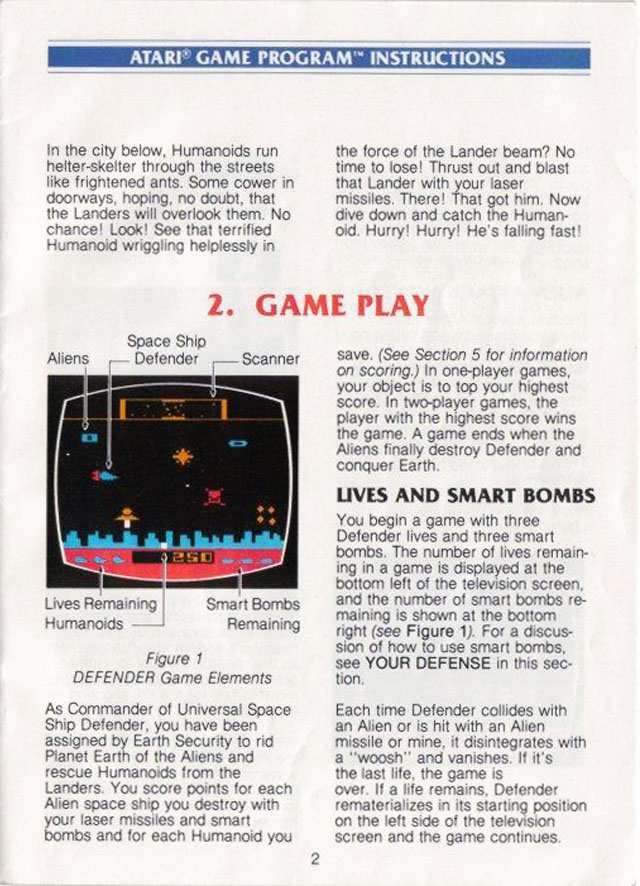 ATARI® GAME PROGRAM™ INSTRUCTIONS
In the city below, Humanoids run
helter-skelter through the streets
like frightened ants. Some cower in
doorways, hoping, no doubt, that
the Landers will overlook them. No
chance! Look! See that terrified
Humanoid wriggling helplessly in
the force of the Lander beam? No
time to lose! Thrust out and blast
that Lander with your laser
missiles. There! That got him. Now
dive down and catch the Human-
oid. Hurry! Hurry! He's falling fast!
2. GAME PLAY
Space Ship
Aliens Defender Scanner
250
Lives Remaining Smart Bombs
Humanoids Remaining
Figure 1
DEFENDER Game Elements
As Commander of Universal Space
Ship Defender, you have been
assigned by Earth Security to rid
Planet Earth of the Aliens and
rescue Humanoids from the
Landers. You score points for each
Alien space ship you destroy with
your laser missiles and smart
bombs and for each Humanoid you
save. (See Section 5 for information
on scoring.) In one-player games,
your object is to top your highest
score. In two-player games, the
player with the highest score wins
the game. A game ends when the
Aliens finally destroy Defender and
conquer Earth.
LIVES AND SMART BOMBS
You begin a game with three
Defender lives and three smart
bombs. The number of lives remain-
ing in a game is displayed at the
bottom left of the television screen,
and the number of smart bombs re-
maining is shown at the bottom
right (see Figure 1). For a discus-
sion of how to use smart bombs,
see YOUR DEFENSE in this sec-
tion.
Each time Defender collides with
an Alien or is hit with an Alien
missile or mine, it disintegrates with
a "woosh" and vanishes. If it's
the last life, the game is
over. If a life remains, Defender
rematerializes in its starting position
on the left side of the television
screen and the game continues.
2